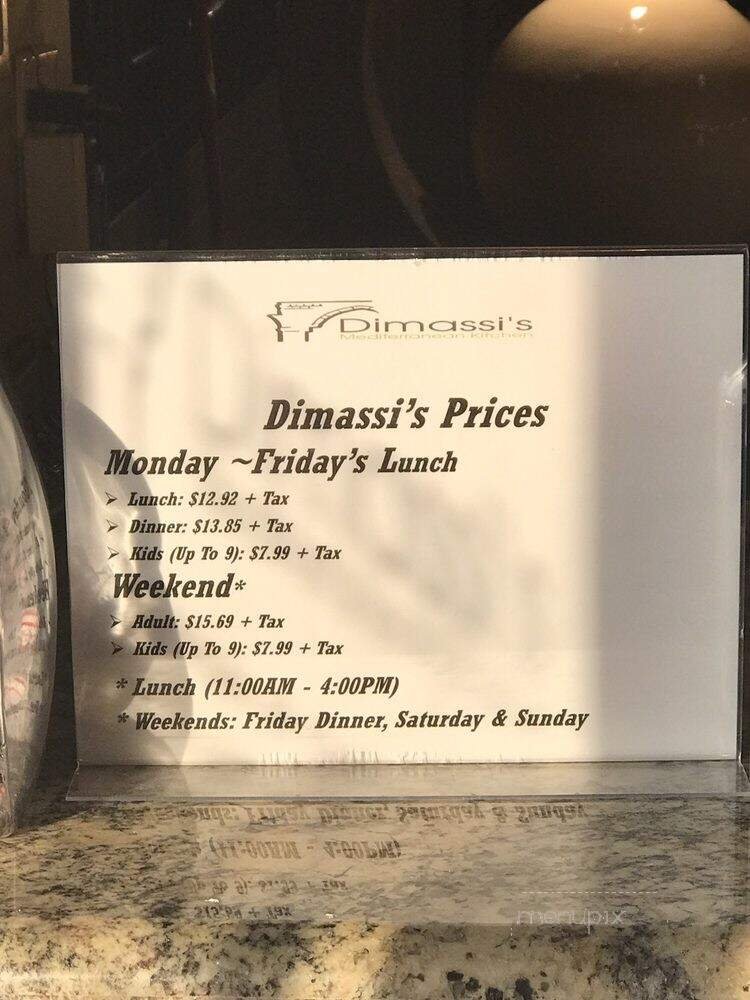 Dimassi's
Mediterranean Kitchen
Dimassi's Prices
Monday ~Friday's Lunch
➢ Lunch: $12.92 + Tax
➢ Dinner: $13.85 + Tax
➢ Kids (Up To 9): $7.99 + Tax
Weekend*
➢ Adult: $15.69 + Tax
➢ Kids (Up To 9): $7.99 + Tax
* Lunch (11:00AM - 4:00PM)
* Weekends: Friday Dinner, Saturday & Sunday
menupix